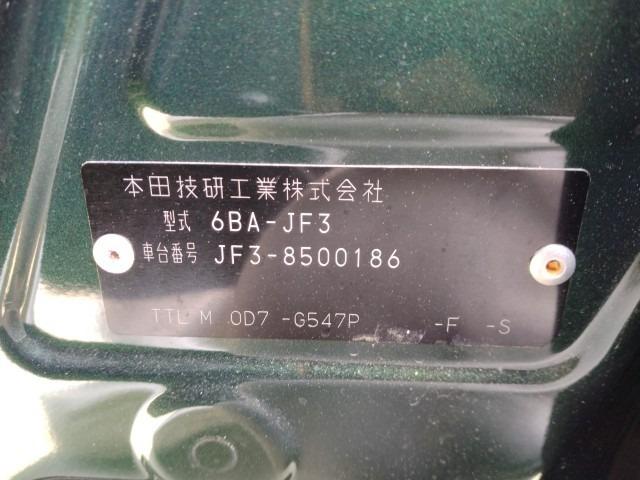 本田技研工業株式会社
型式 6BA-JF3
車台番号 JF3-8500186
TTL M 0D7 -G547P -F -S